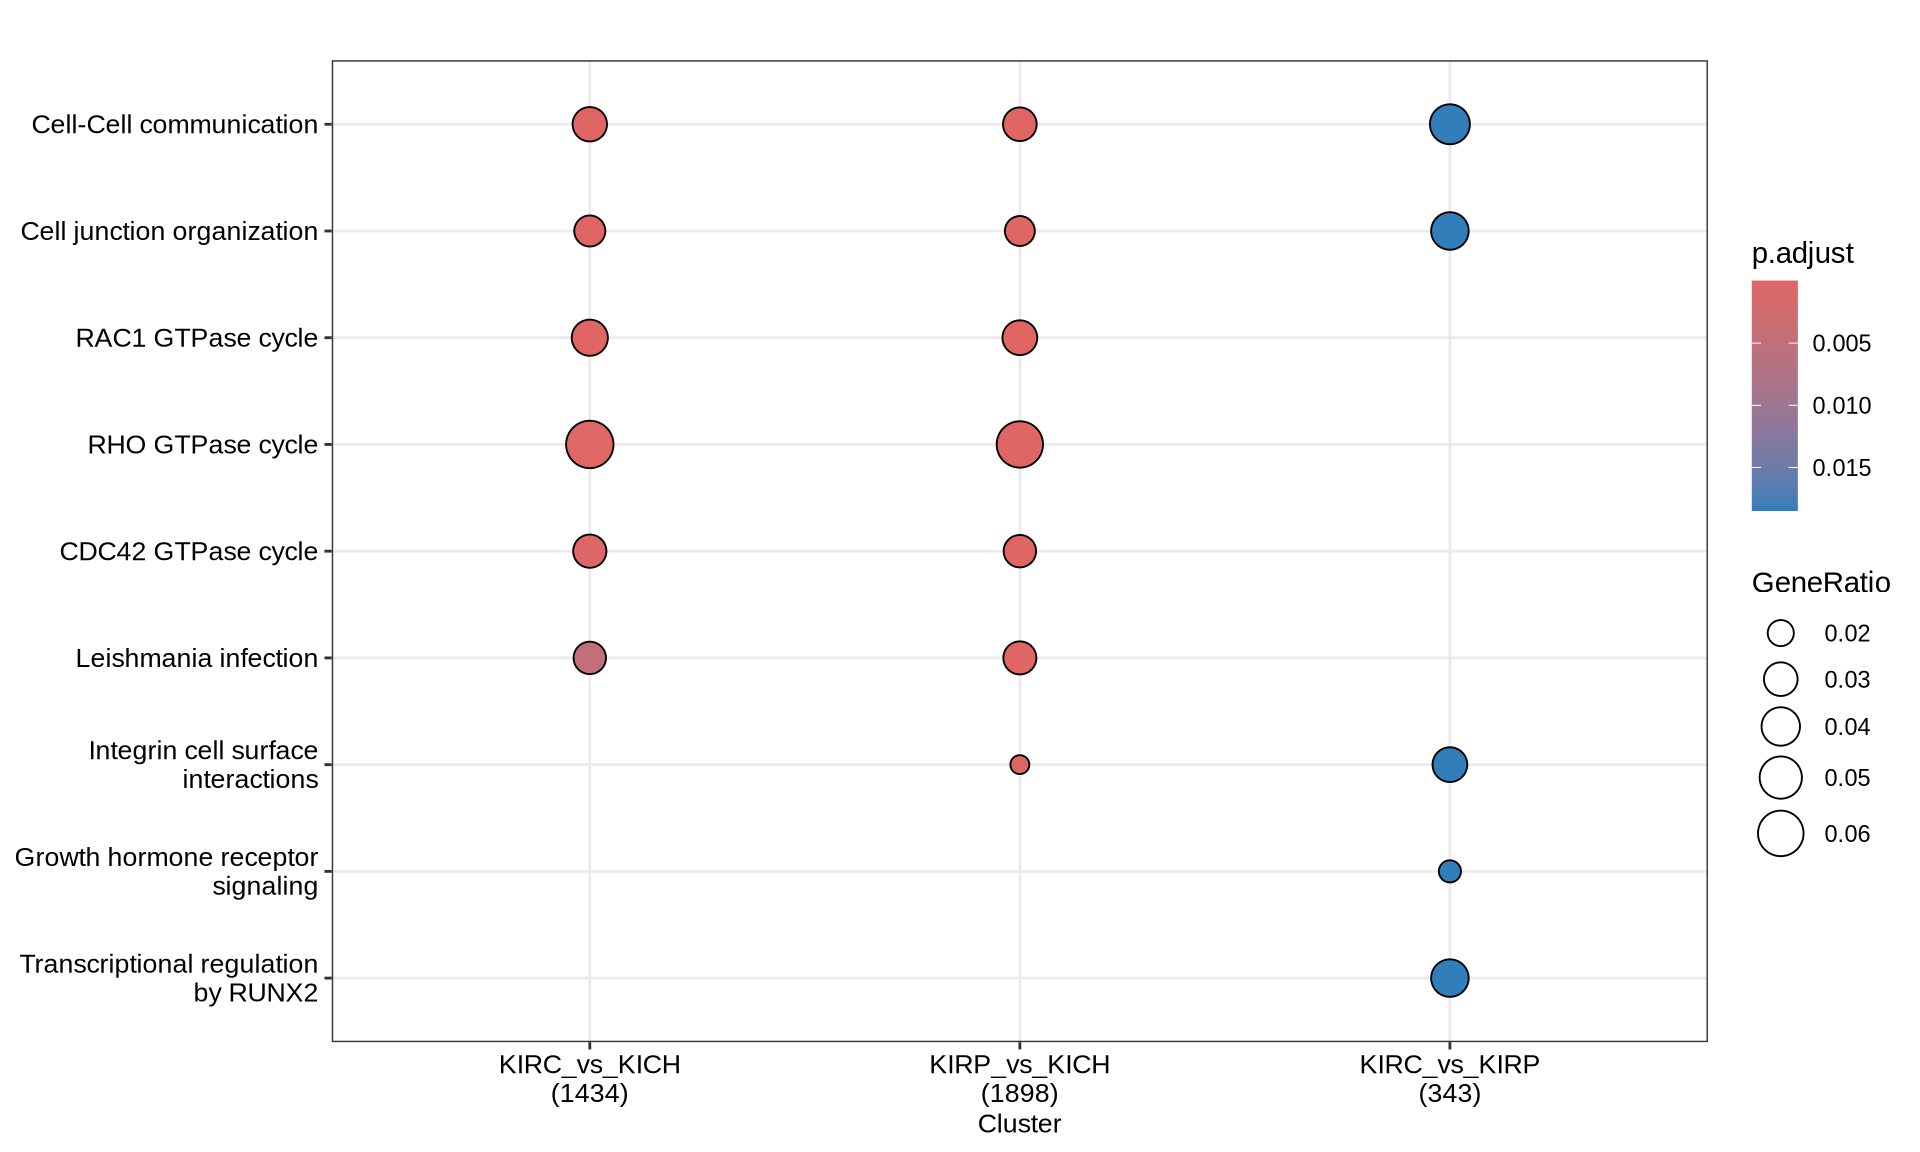 Cell-Cell communication
Cell junction organization
RAC1 GTPase cycle
RHO GTPase cycle
CDC42 GTPase cycle
Leishmania infection
Integrin cell surface
interactions
Growth hormone receptor
signaling
Transcriptional regulation
by RUNX2
KIRC_vs_KICH
(1434)
KIRP_vs_KICH
(1898)
KIRC_vs_KIRP
(343)
Cluster
p.adjust
0.005
0.010
0.015
GeneRatio
0.02
0.03
0.04
0.05
0.06